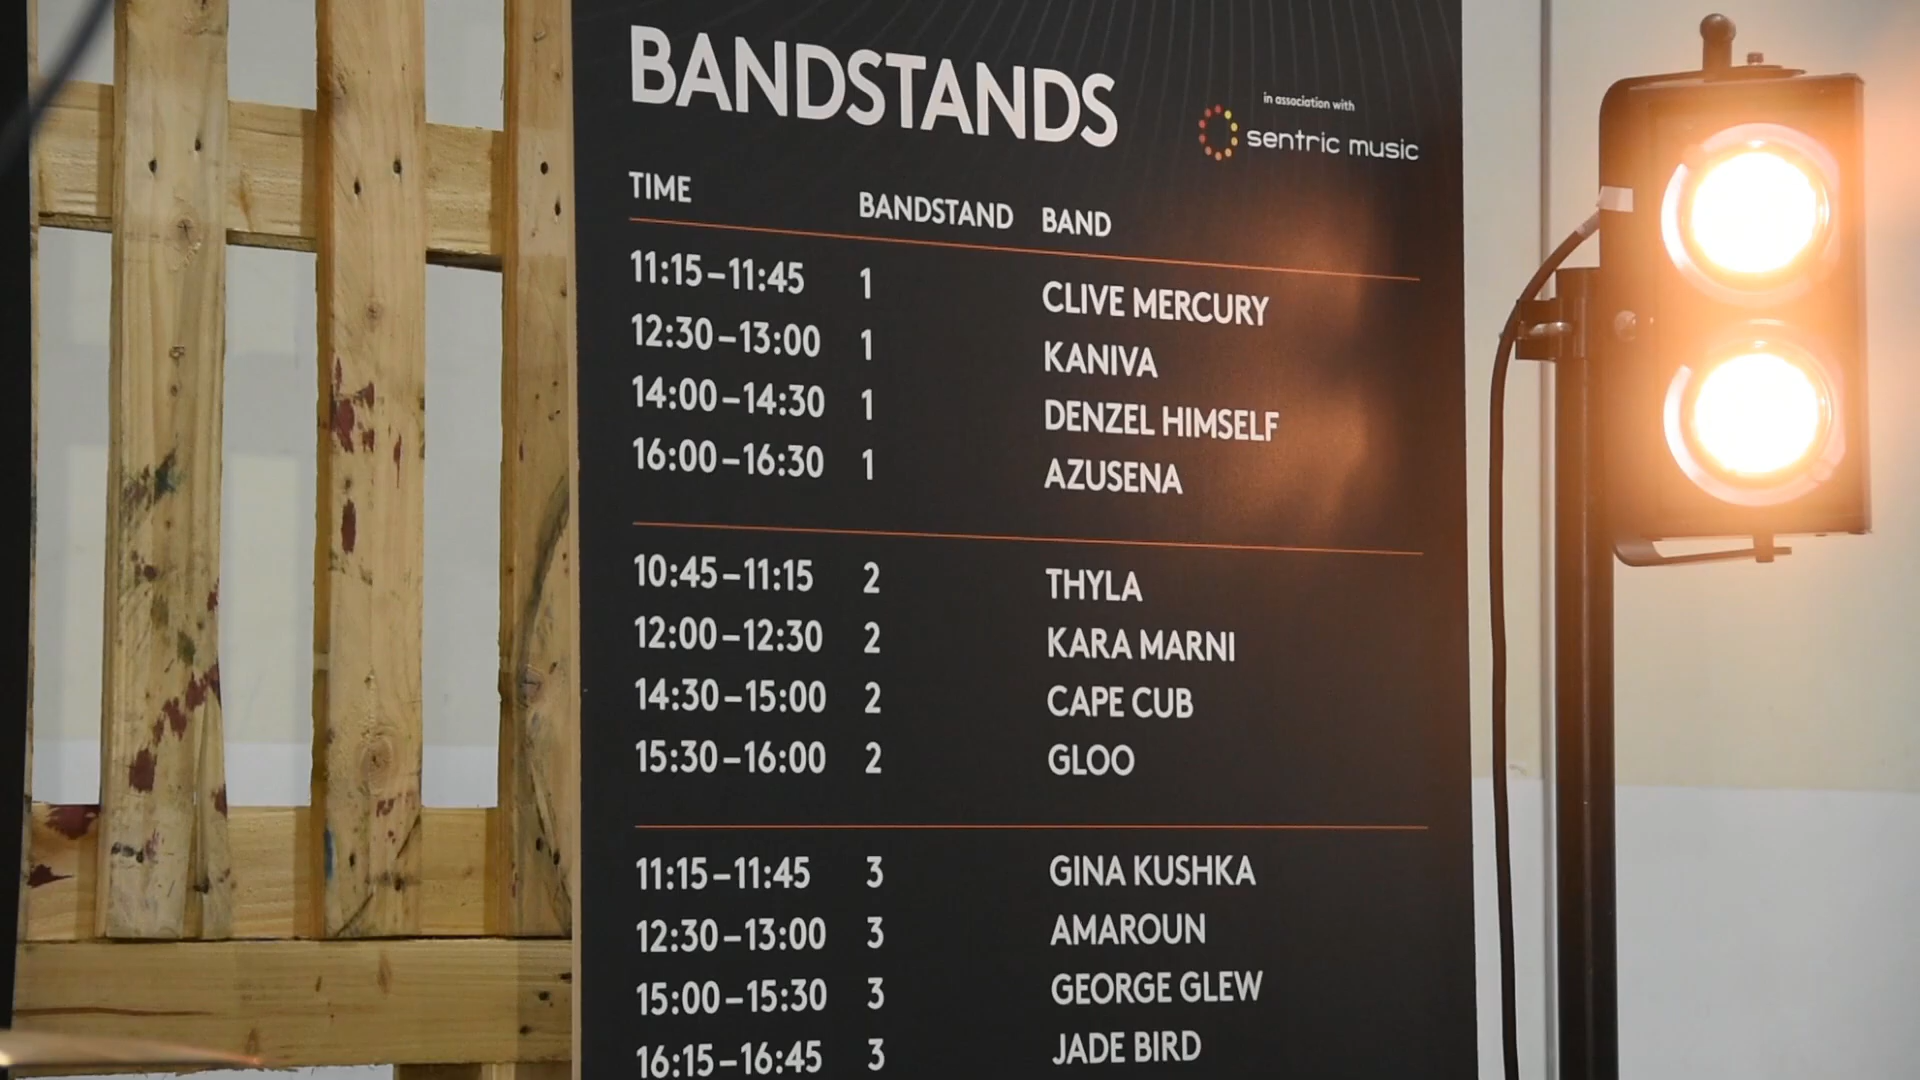 BANDSTANDS
in association with
sentric music
TIME BANDSTAND BAND
11:15–11:45 1 CLIVE MERCURY
12:30–13:00 1 KANIVA
14:00–14:30 1 DENZEL HIMSELF
16:00–16:30 1 AZUSENA
10:45–11:15 2 THYLA
12:00–12:30 2 KARA MARNI
14:30–15:00 2 CAPE CUB
15:30–16:00 2 GLOO
11:15–11:45 3 GINA KUSHKA
12:30–13:00 3 AMAROUN
15:00–15:30 3 GEORGE GLEW
16:15–16:45 3 JADE BIRD